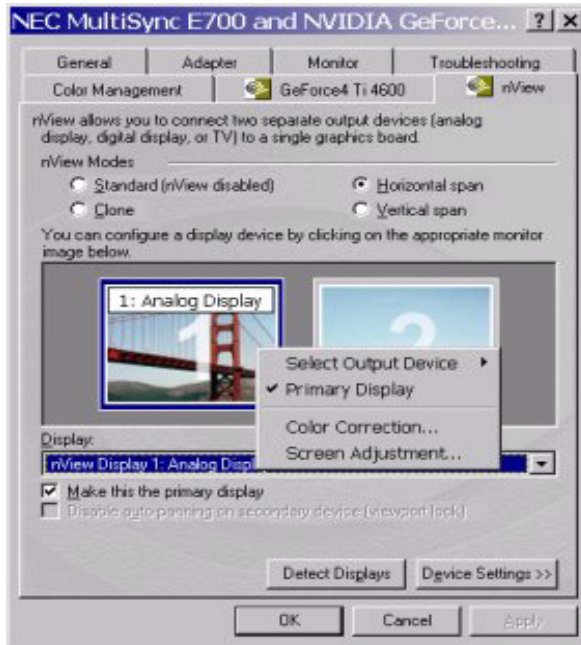 NEC MultiSync E700 and NVIDIA GeForce... ? X
General Adapter Monitor Troubleshooting
Color Management GeForce4 Ti 4600 nView
nView allows you to connect two separate output devices (analog
display, digital display, or TV) to a single graphics board.
nView Modes
Standard (nView disabled) Horizontal span
Clone Vertical span
You can configure a display device by clicking on the appropriate monitor
image below.
1: Analog Display
1 2
Select Output Device
Primary Display
Color Correction...
Screen Adjustment...
Display:
nView Display 1: Analog Displ
Make this the primary display
Disable auto-panning on secondary device (viewport lock)
Detect Displays Device Settings >>
OK Cancel Apply